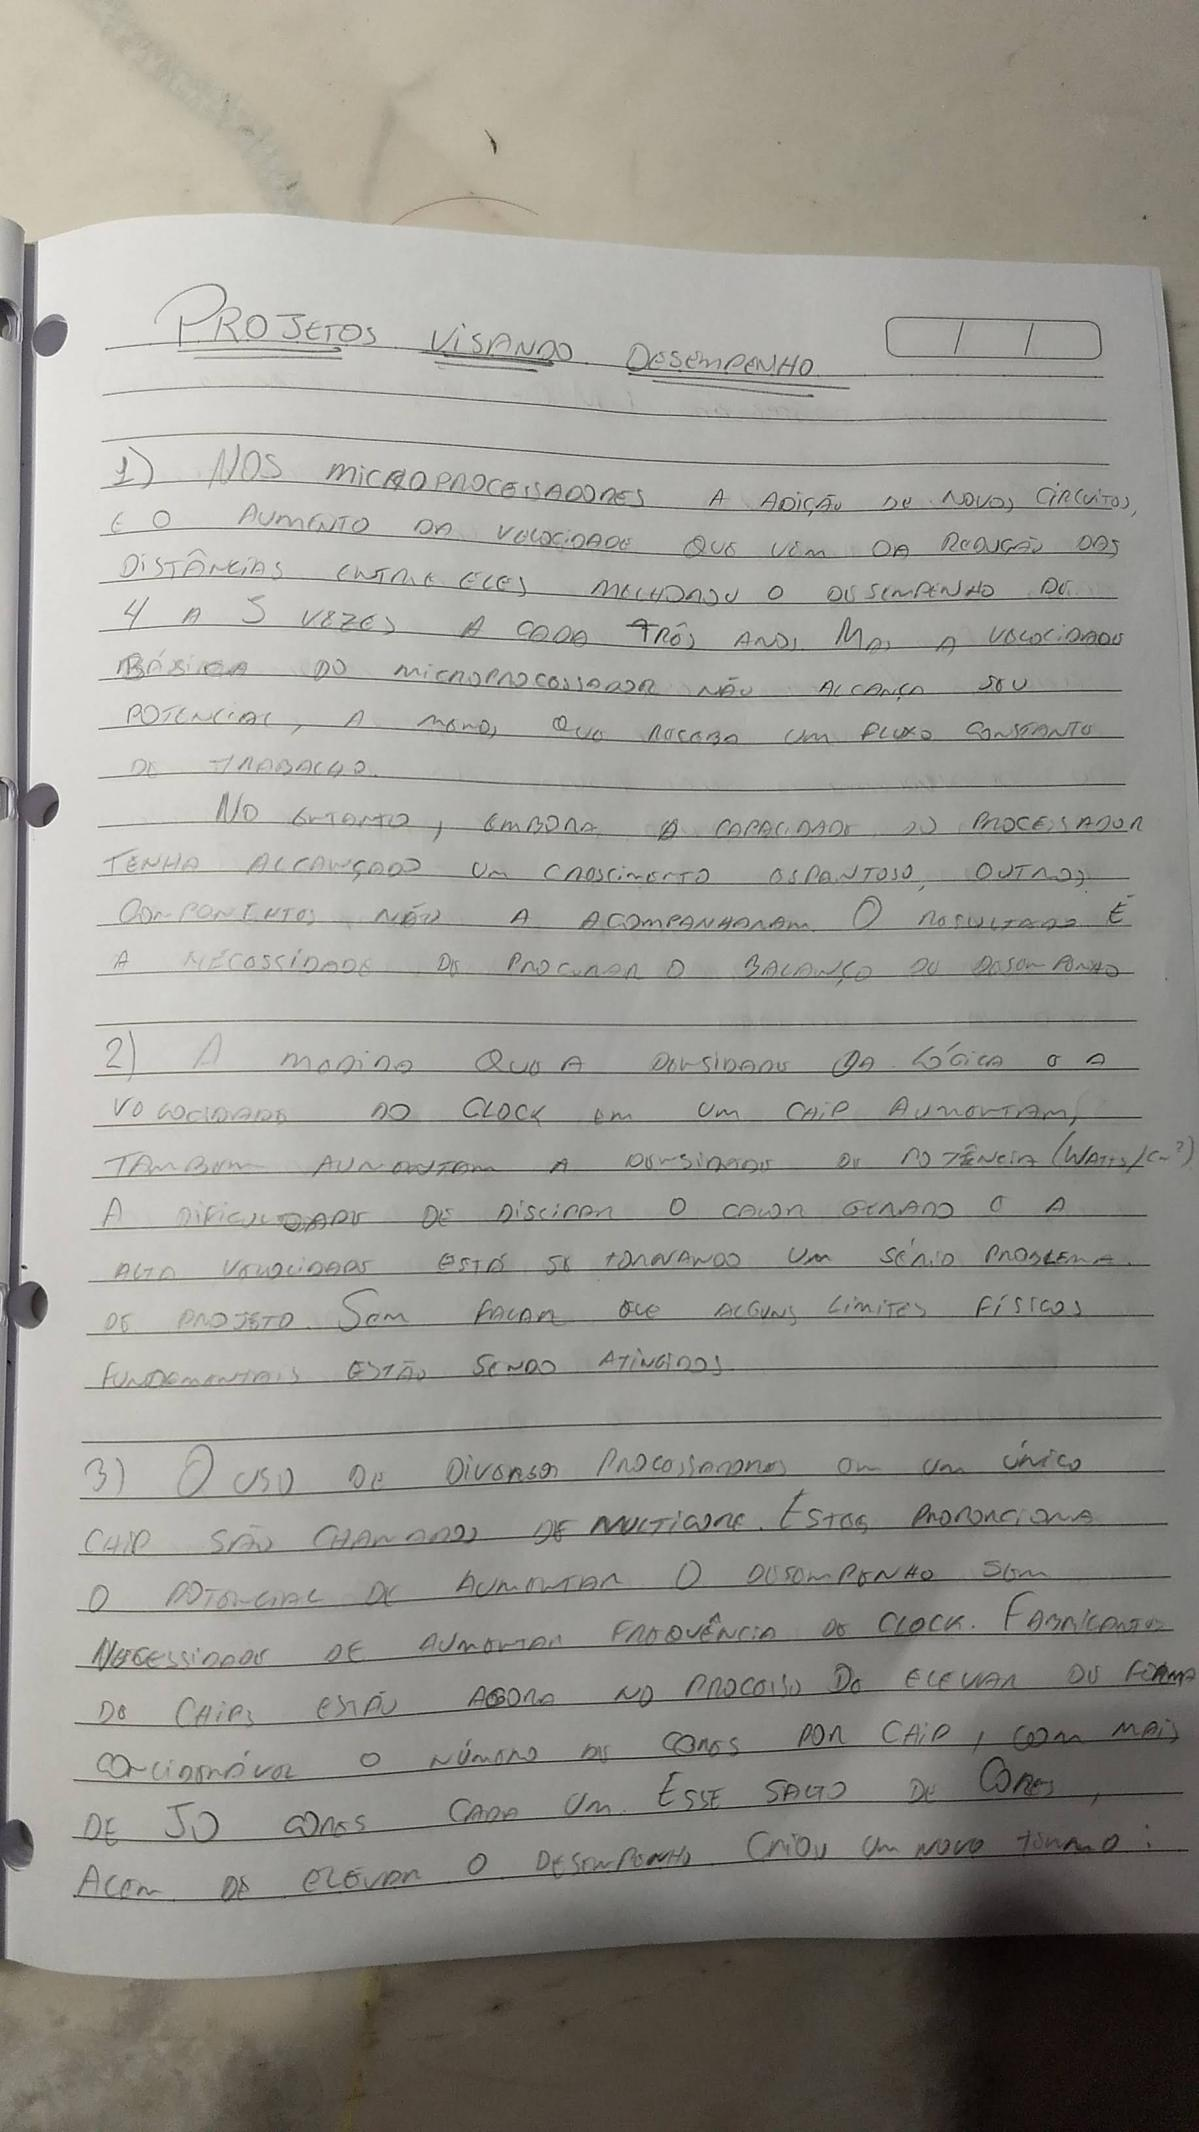 PROJETOS VISANDO DESEMPENHO
1) NOS MICROPROCESSADORES A ADIÇÃO DE NOVOS CIRCUITOS,
E O AUMENTO DA VELOCIDADE QUE VEM DA REDUÇÃO DAS
DISTÂNCIAS ENTRE ELES MELHOROU O DESEMPENHO DE
4 A 5 VEZES A CADA TRÊS ANOS. MAS A VELOCIDADE
BÁSICA DO MICROPROCESSADOR NÃO ALCANÇA SEU
POTENCIAL, A MENOS QUE RECEBA UM FLUXO CONSTANTE
DE TRABALHO.
NO ENTANTO, EMBORA A CAPACIDADE DO PROCESSADOR
TENHA ALCANÇADO UM CRESCIMENTO ESPANTOSO, OUTROS
COMPONENTES NÃO A ACOMPANHARAM. O RESULTADO É
A NECESSIDADE DE PROCURAR O BALANÇO DO DESEMPENHO
2) A MEDIDA QUE A DENSIDADE DA LÓGICA E A
VELOCIDADE DO CLOCK EM UM CHIP AUMENTAM,
TAMBEM AUMENTAM A DENSIDADE DE POTÊNCIA (WATTS/Cm²)
A DIFICULDADE DE DISCIPAR O CALOR GERADO E A
ALTA VELOCIDADE ESTÁ SE TORNANDO UM SÉRIO PROBLEMA
DE PROJETO. SEM FALAR QUE ALGUNS LIMITES FÍSICOS
FUNDAMENTAIS ESTÃO SENDO ATINGIDOS
3) O USO DE DIVERSOS PROCESSADORES EM UM ÚNICO
CHIP SÃO CHAMADOS DE MULTICORE. ESTES PROPORCIONA
O POTENCIAL DE AUMENTAR O DESEMPENHO SEM
NECESSIDADE DE AUMENTAR FREQUÊNCIA DE CLOCK. FABRICANTES
DE CHIPS ESTÃO AGORA NO PROCESSO DE ELEVAR DE FORMA
O NÚMERO DE CORES POR CHIP, COM MAIS
DE 50 CORES CADA UM. ESSE SALTO DE CORES,
ALEM DE ELEVAR O DESEMPENHO CRIOU UM NOVO TERMO: